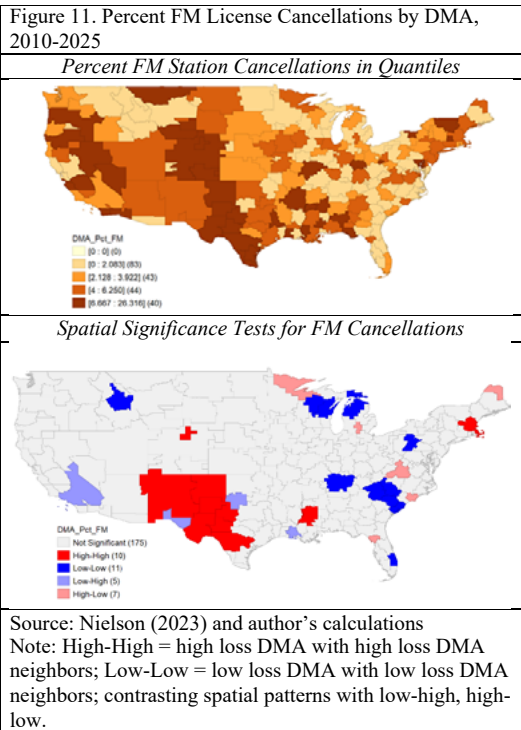 Figure 11. Percent FM License Cancellations by DMA,
2010-2025
Percent FM Station Cancellations in Quantiles
DMA_Pct_FM
[0 : 0] (0)
[0 : 2.083] (83)
[2.128 : 3.922] (43)
[4 : 6.250] (44)
[6.667 : 26.316] (40)
Spatial Significance Tests for FM Cancellations
DMA_Pct_FM
Not Significant (175)
High-High (10)
Low-Low (11)
Low-High (5)
High-Low (7)
Source: Nielson (2023) and author’s calculations
Note: High-High = high loss DMA with high loss DMA
neighbors; Low-Low = low loss DMA with low loss DMA
neighbors; contrasting spatial patterns with low-high, high-
low.